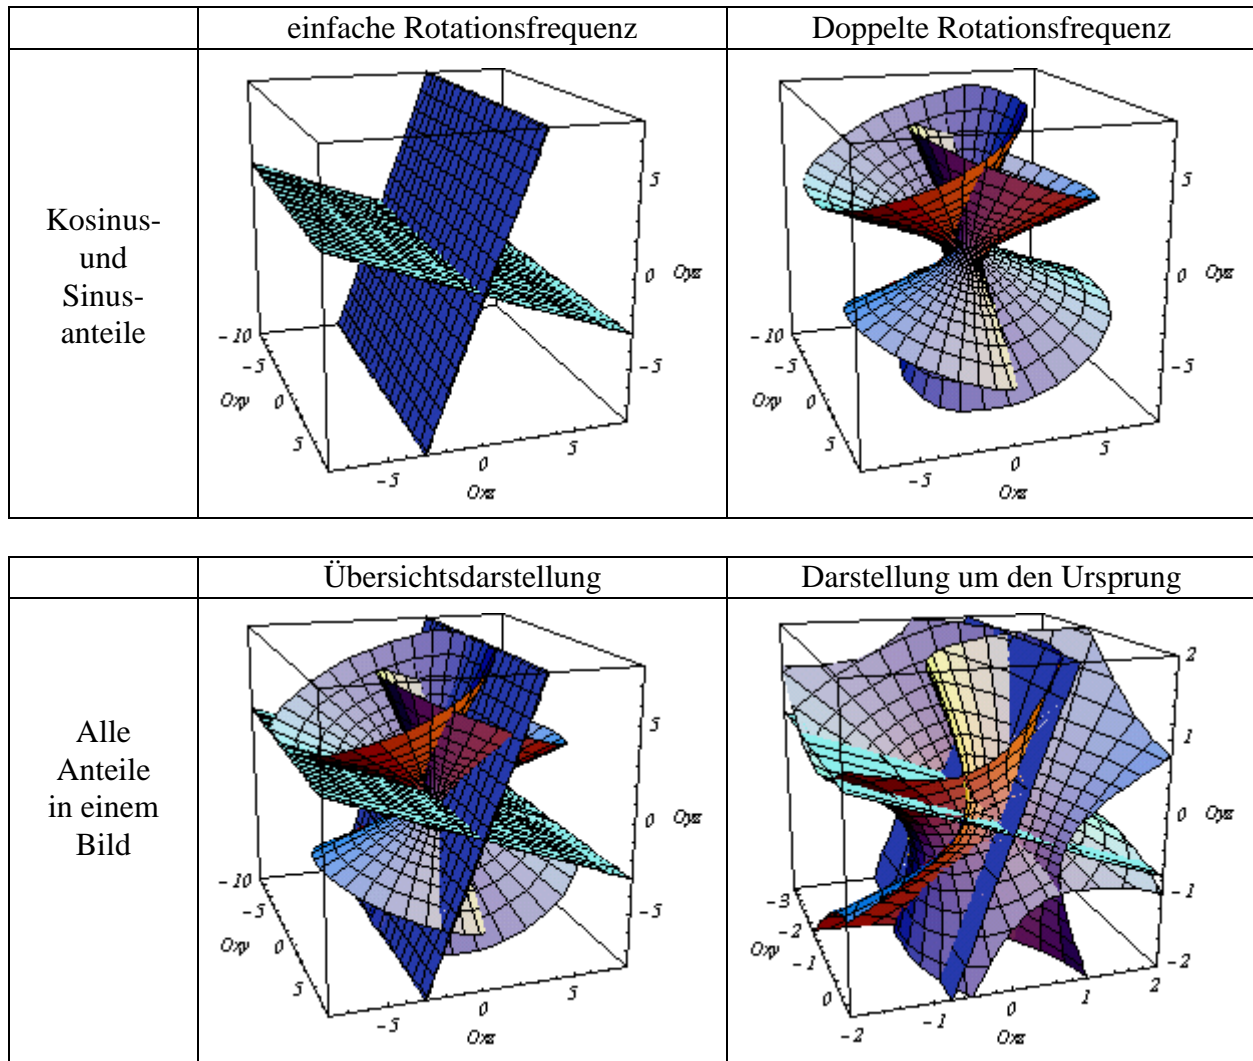 einfache Rotationsfrequenz
Doppelte Rotationsfrequenz
Kosinus-
und
Sinus-
anteile
5
0 Oyz
-5
-10
-5
Oxy 0
5
-5
0
5
Oxz
5
0 Oyz
-5
-10
-5
Oxy 0
5
-5
0
5
Oxz
Übersichtsdarstellung
Darstellung um den Ursprung
Alle
Anteile
in einem
Bild
5
0 Oyz
-5
-10
-5
Oxy 0
5
-5
0
5
Oxz
2
1
0 Oyz
-1
-2
-3
-2
Oxy -1
0
-2
-1
0
1
2
Oxz